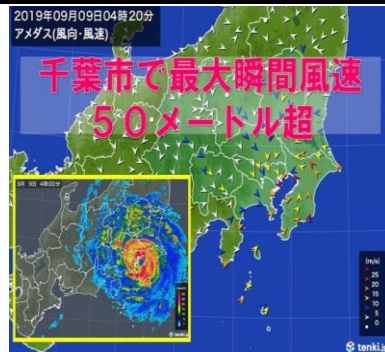 2019年09月09日04時20分
アメダス(風向・風速)
千葉市で最大瞬間風速
５０メートル超
9月 9日 4時00分
(m/s)
25
20
15
10
5
0
tenki.jp